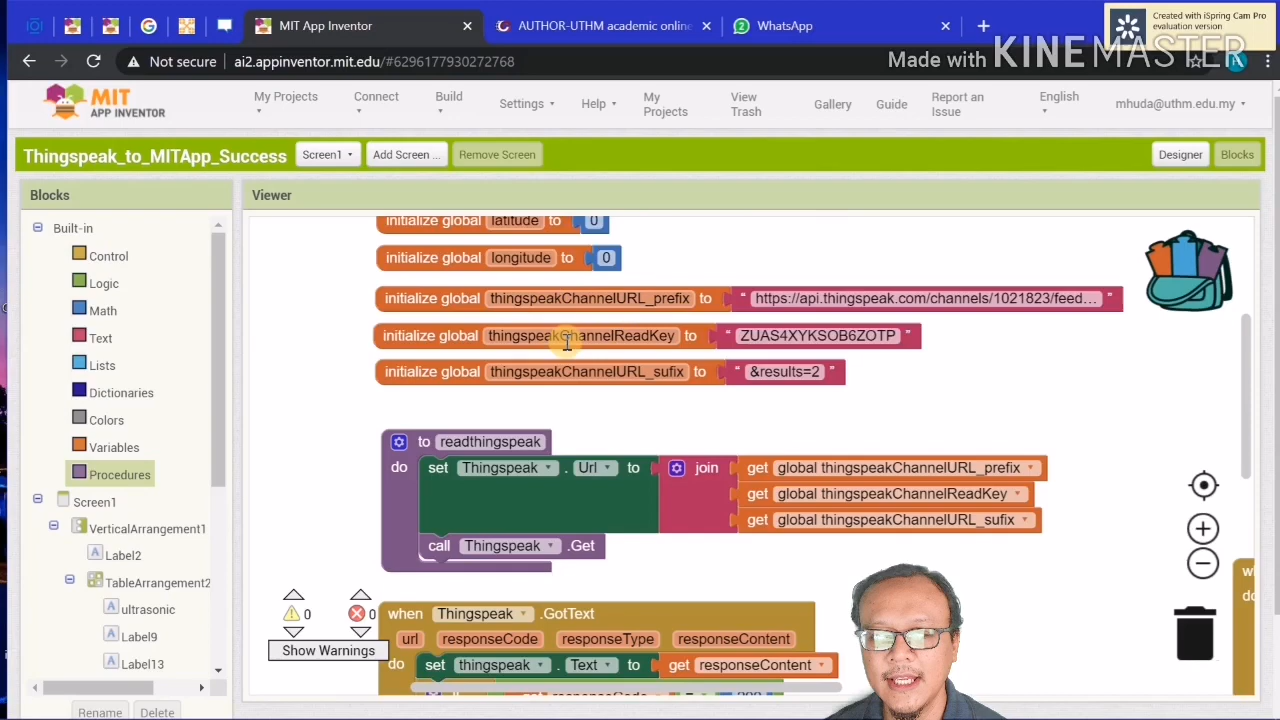 MIT App Inventor
AUTHOR-UTHM academic online
2 WhatsApp
Created with iSpring Cam Pro
evaluation version
Not secure
ai2.appinventor.mit.edu/#6296177930272768
Made with KINEMASTER
MIT
APP INVENTOR
My Projects
Connect
Build
Settings
Help
My
Projects
View
Trash
Gallery
Guide
Report an
Issue
English
mhuda@uthm.edu.my
Thingspeak_to_MITApp_Success
Screen1
Add Screen ...
Remove Screen
Designer
Blocks
Blocks
Viewer
Built-in
Control
Logic
Math
Text
Lists
Dictionaries
Colors
Variables
Procedures
Screen1
VerticalArrangement1
Label2
TableArrangement2
ultrasonic
Label9
Label13
Rename
Delete
initialize global latitude to 0
initialize global longitude to 0
initialize global thingspeakChannelURL_prefix to " https://api.thingspeak.com/channels/1021823/feed... "
initialize global thingspeakChannelReadKey to " ZUAS4XYKSOB6ZOTP "
initialize global thingspeakChannelURL_sufix to " &results=2 "
to readthingspeak
do set Thingspeak . Url to join get global thingspeakChannelURL_prefix
get global thingspeakChannelReadKey
get global thingspeakChannelURL_sufix
call Thingspeak .Get
when Thingspeak .GotText
url responseCode responseType responseContent
do set thingspeak . Text to get responseContent
0
0
Show Warnings
do